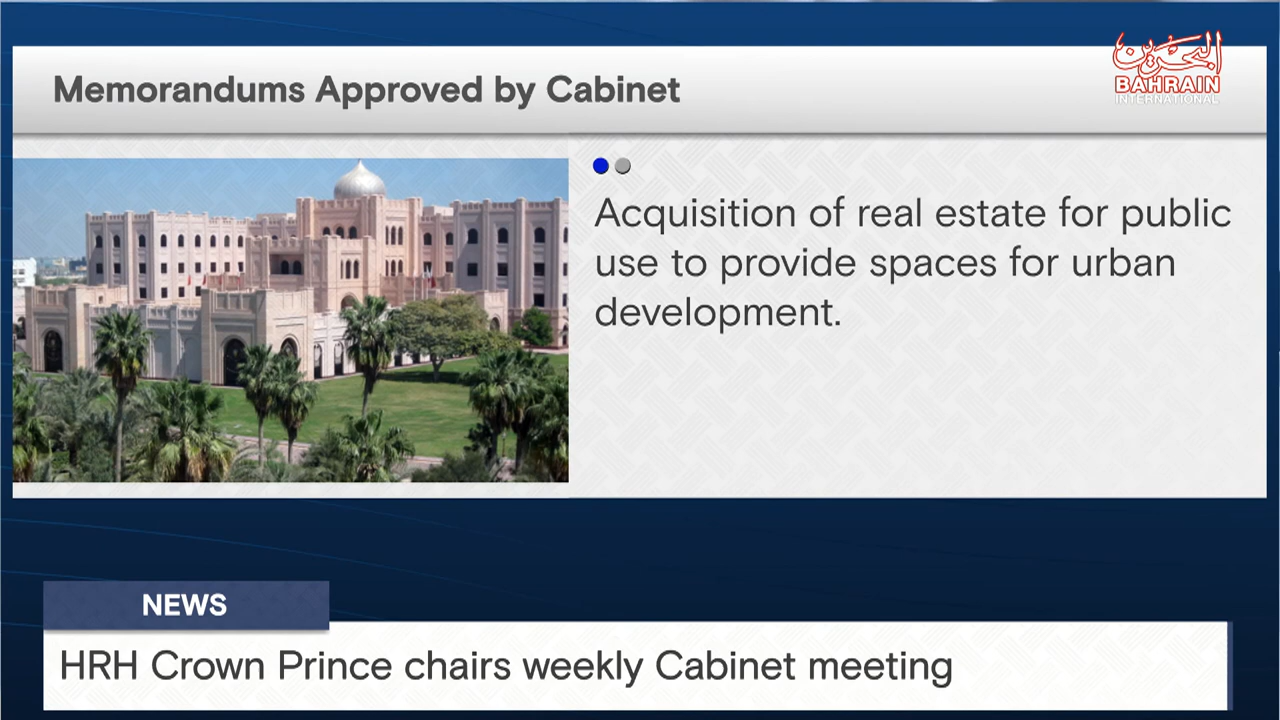 Memorandums Approved by Cabinet
البحرين
BAHRAIN
INTERNATIONAL
Acquisition of real estate for public
use to provide spaces for urban
development.
NEWS
HRH Crown Prince chairs weekly Cabinet meeting